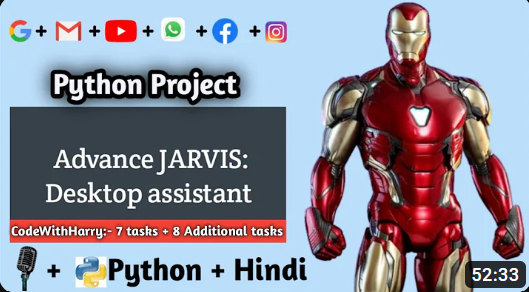 + + + + +
Python Project
Advance JARVIS:
Desktop assistant
CodeWithHarry:- 7 tasks + 8 Additional tasks
+ Python + Hindi
52:33